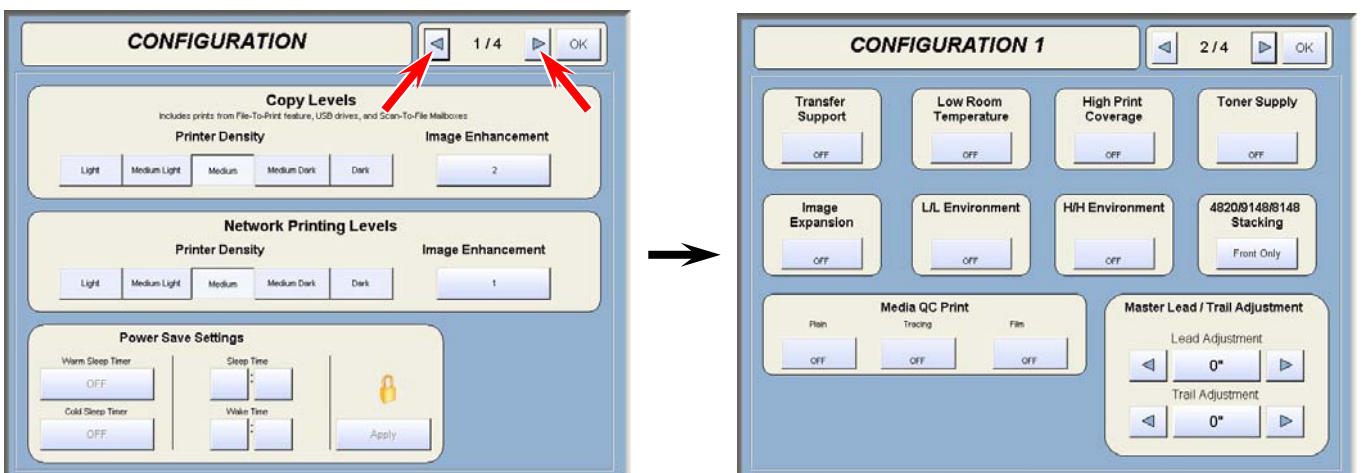 CONFIGURATION
1 / 4
OK
Copy Levels
Includes prints from File-To-Print feature, USB drives, and Scan-To-File Mailboxes
Printer Density
Image Enhancement
Light
Medium Light
Medium
Medium Dark
Dark
2
Network Printing Levels
Printer Density
Image Enhancement
Light
Medium Light
Medium
Medium Dark
Dark
1
Power Save Settings
Warm Sleep Timer
OFF
Cold Sleep Timer
OFF
Sleep Time
:
Wake Time
:
Apply
CONFIGURATION 1
2 / 4
OK
Transfer
Support
OFF
Low Room
Temperature
OFF
High Print
Coverage
OFF
Toner Supply
OFF
Image
Expansion
OFF
L/L Environment
OFF
H/H Environment
OFF
4820/9148/8148
Stacking
Front Only
Media QC Print
Plain
Tracing
Film
OFF
OFF
OFF
Master Lead / Trail Adjustment
Lead Adjustment
0"
Trail Adjustment
0"